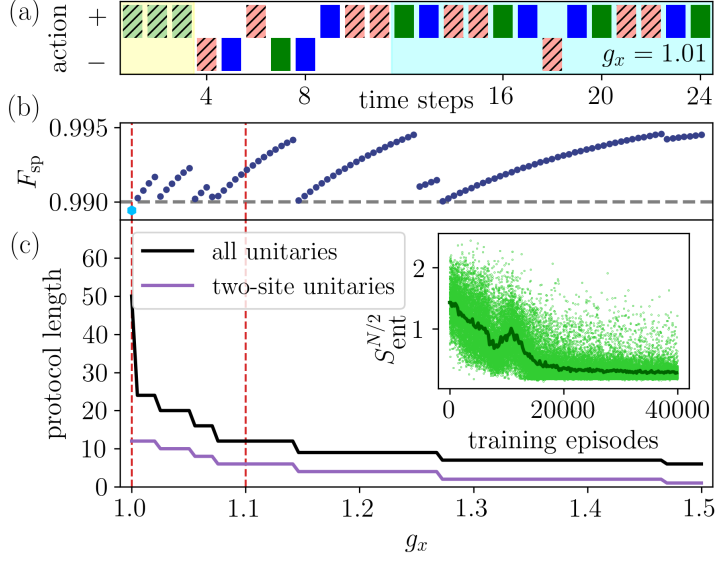 (a)
action
+
−
g_x = 1.01
4 8 12 16 20 24
time steps
(b)
0.995
0.990
F_sp
(c)
all unitaries
two-site unitaries
protocol length
60
50
40
30
20
10
0
S_ent^{N/2}
2
1
0 20000 40000
training episodes
1.0 1.1 1.2 1.3 1.4 1.5
g_x